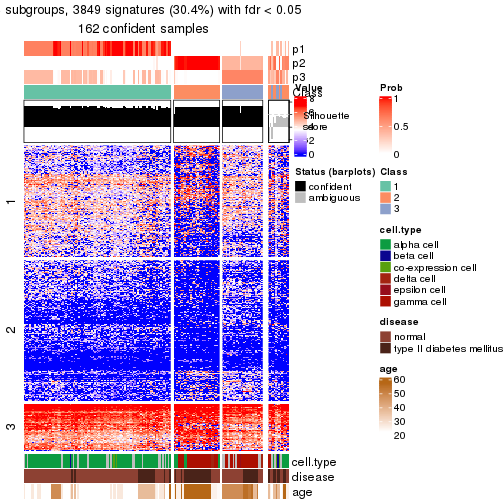 subgroups, 3849 signatures (30.4%) with fdr < 0.05
162 confident samples
p1
p2
p3
Class
Silhouette
score
1
2
3
cell.type
disease
age
Value
8
6
4
2
0
Status (barplots)
confident
ambiguous
Prob
1
0.5
0
Class
1
2
3
cell.type
alpha cell
beta cell
co-expression cell
delta cell
epsilon cell
gamma cell
disease
normal
type II diabetes mellitus
age
60
50
40
30
20